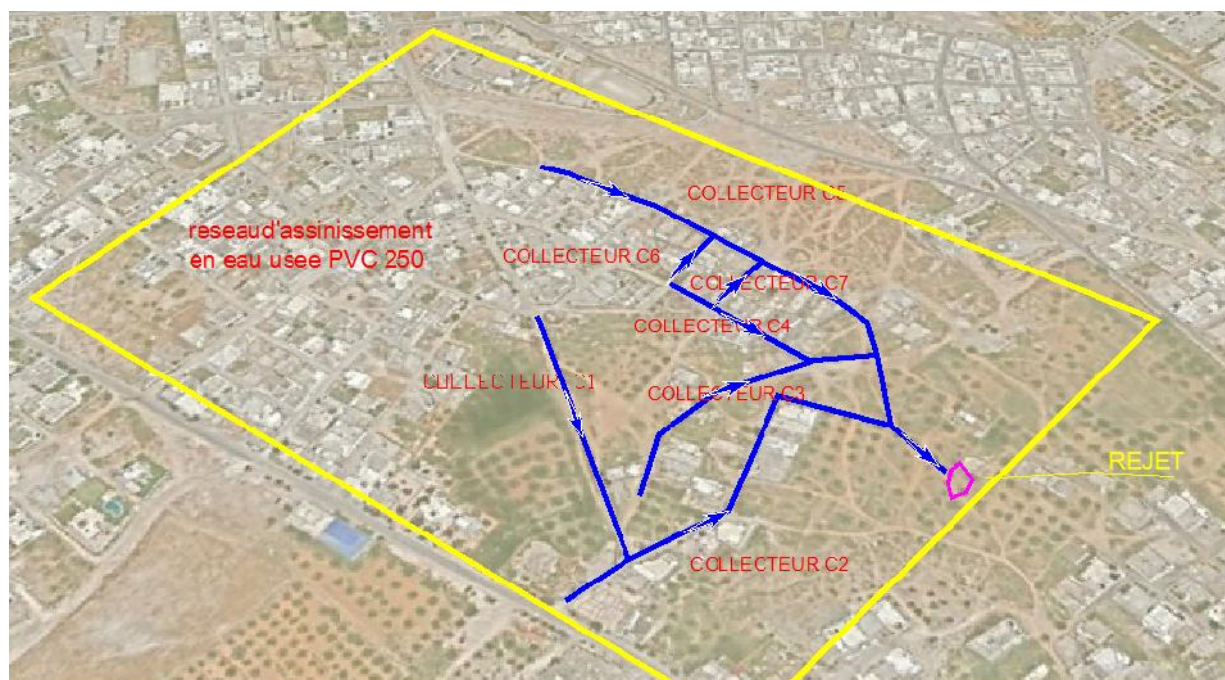 COLLECTEUR C5
reseaud'assinissement
en eau usee PVC 250
COLLECTEUR C6
COLLECTEUR C7
COLLECTEUR C4
COLLECTEUR C1
COLLECTEUR C3
REJET
COLLECTEUR C2